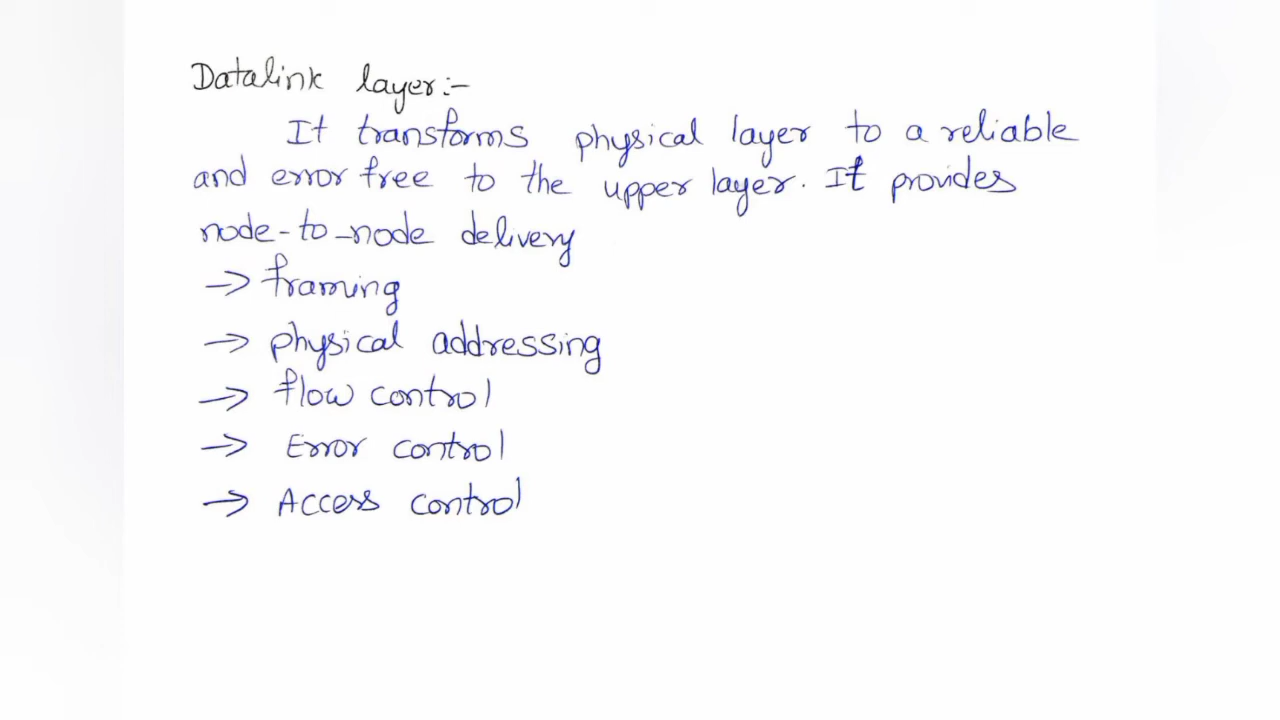 Datalink layer:-
It transforms physical layer to a reliable
and error free to the upper layer. It provides
node-to-node delivery
→ framing
→ physical addressing
→ flow control
→ Error control
→ Access control